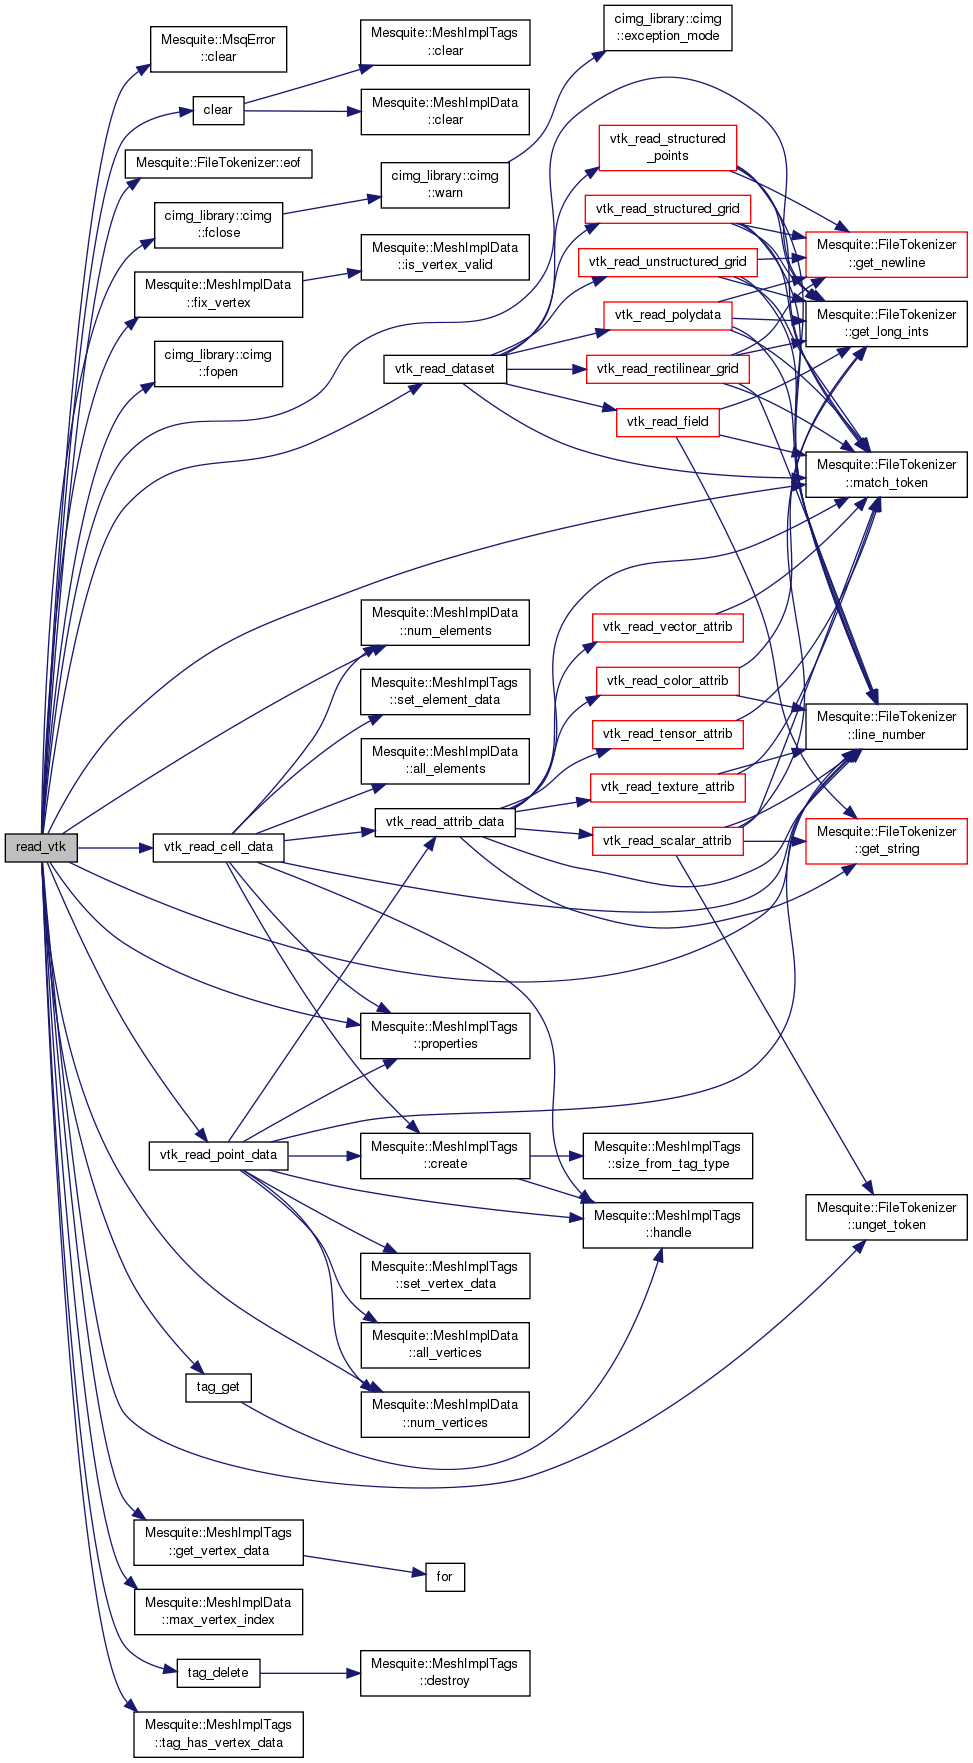 cimg_library::cimg
::exception_mode
Mesquite::MsqError
::clear
Mesquite::MeshImplTags
::clear
clear
Mesquite::MeshImplData
::clear
Mesquite::FileTokenizer::eof
cimg_library::cimg
::warn
vtk_read_structured
_points
cimg_library::cimg
::fclose
vtk_read_structured_grid
Mesquite::MeshImplData
::is_vertex_valid
vtk_read_unstructured_grid
Mesquite::FileTokenizer
::get_newline
Mesquite::MeshImplData
::fix_vertex
vtk_read_polydata
Mesquite::FileTokenizer
::get_long_ints
cimg_library::cimg
::fopen
vtk_read_dataset
vtk_read_rectilinear_grid
vtk_read_field
Mesquite::FileTokenizer
::match_token
Mesquite::MeshImplData
::num_elements
vtk_read_vector_attrib
Mesquite::MeshImplTags
::set_element_data
vtk_read_color_attrib
Mesquite::MeshImplData
::all_elements
vtk_read_tensor_attrib
Mesquite::FileTokenizer
::line_number
vtk_read_texture_attrib
read_vtk
vtk_read_cell_data
vtk_read_attrib_data
vtk_read_scalar_attrib
Mesquite::FileTokenizer
::get_string
Mesquite::MeshImplTags
::properties
vtk_read_point_data
Mesquite::MeshImplTags
::create
Mesquite::MeshImplTags
::size_from_tag_type
Mesquite::MeshImplTags
::handle
Mesquite::FileTokenizer
::unget_token
Mesquite::MeshImplTags
::set_vertex_data
Mesquite::MeshImplData
::all_vertices
tag_get
Mesquite::MeshImplData
::num_vertices
Mesquite::MeshImplTags
::get_vertex_data
for
Mesquite::MeshImplData
::max_vertex_index
tag_delete
Mesquite::MeshImplTags
::destroy
Mesquite::MeshImplTags
::tag_has_vertex_data